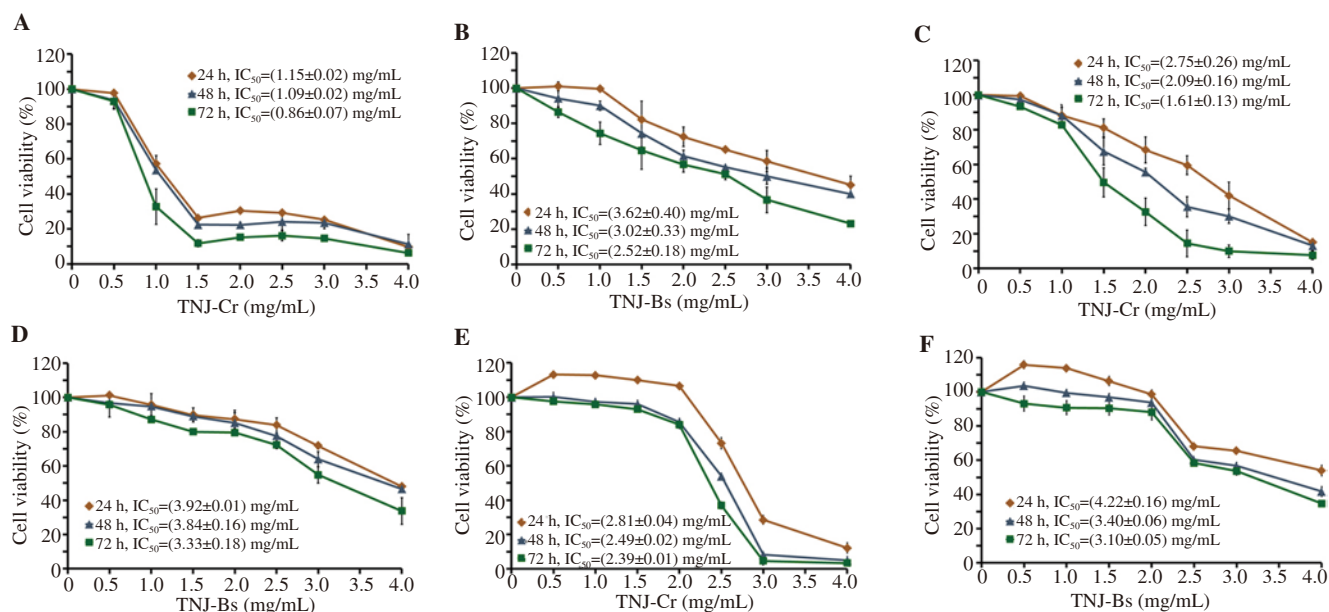 A
120
100
80
60
40
20
0
Cell viability (%)
24 h, IC50=(1.15±0.02) mg/mL
48 h, IC50=(1.09±0.02) mg/mL
72 h, IC50=(0.86±0.07) mg/mL
0 0.5 1.0 1.5 2.0 2.5 3.0 4.0
TNJ-Cr (mg/mL)
B
120
100
80
60
40
20
0
Cell viability (%)
24 h, IC50=(3.62±0.40) mg/mL
48 h, IC50=(3.02±0.33) mg/mL
72 h, IC50=(2.52±0.18) mg/mL
0 0.5 1.0 1.5 2.0 2.5 3.0 4.0
TNJ-Bs (mg/mL)
C
120
100
80
60
40
20
0
Cell viability (%)
24 h, IC50=(2.75±0.26) mg/mL
48 h, IC50=(2.09±0.16) mg/mL
72 h, IC50=(1.61±0.13) mg/mL
0 0.5 1.0 1.5 2.0 2.5 3.0 4.0
TNJ-Cr (mg/mL)
D
120
100
80
60
40
20
0
Cell viability (%)
24 h, IC50=(3.92±0.01) mg/mL
48 h, IC50=(3.84±0.16) mg/mL
72 h, IC50=(3.33±0.18) mg/mL
0 0.5 1.0 1.5 2.0 2.5 3.0 4.0
TNJ-Bs (mg/mL)
E
120
100
80
60
40
20
0
Cell viability (%)
24 h, IC50=(2.81±0.04) mg/mL
48 h, IC50=(2.49±0.02) mg/mL
72 h, IC50=(2.39±0.01) mg/mL
0 0.5 1.0 1.5 2.0 2.5 3.0 4.0
TNJ-Cr (mg/mL)
F
120
100
80
60
40
20
0
Cell viability (%)
24 h, IC50=(4.22±0.16) mg/mL
48 h, IC50=(3.40±0.06) mg/mL
72 h, IC50=(3.10±0.05) mg/mL
0 0.5 1.0 1.5 2.0 2.5 3.0 4.0
TNJ-Bs (mg/mL)